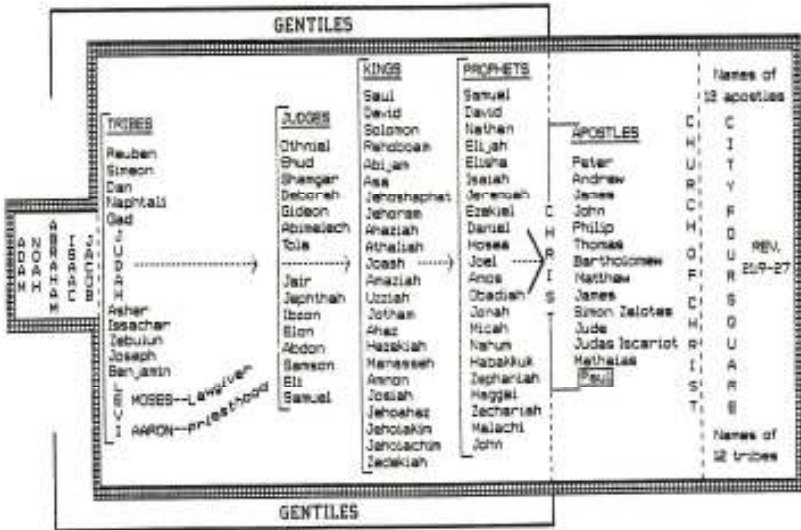 GENTILES
ADAM
NOAH
ABRAHAM
ISAAC
JACOB
TRIBES
Reuben
Simeon
Dan
Naphtali
Gad
JUDAH
Asher
Issachar
Zebulun
Joseph
Benjamin
LEVI
MOSES--Lawgiver
AARON--Priesthood
JUDGES
Othniel
Ehud
Shamgar
Deborah
Gideon
Abimelech
Tola
Jair
Jephthah
Ibzon
Elon
Abdon
Samson
Eli
Samuel
KINGS
Saul
David
Solomon
Rehoboam
Abijam
Asa
Jehoshaphat
Jehoram
Ahaziah
Athaliah
Joash
Amaziah
Uzziah
Jotham
Ahaz
Hezekiah
Manasseh
Amnon
Josiah
Jehoahaz
Jehoiakim
Jehoiachim
Zedekiah
PROPHETS
Samuel
David
Nathan
Elijah
Elisha
Isaiah
Jeremiah
Ezekiel
Daniel
Hosea
Joel
Amos
Obadiah
Jonah
Micah
Nahum
Habakkuk
Zephaniah
Haggai
Zechariah
Malachi
John
CHRIS
APOSTLES
Peter
Andrew
James
John
Philip
Thomas
Bartholomew
Matthew
James
Simon Zelotes
Jude
Judas Iscariot
Mathaias
Paul
CHURCH OF CHRIST
Names of
12 apostles
CITY FOURSQUARE
REV.
21:9-27
Names of
12 tribes
GENTILES